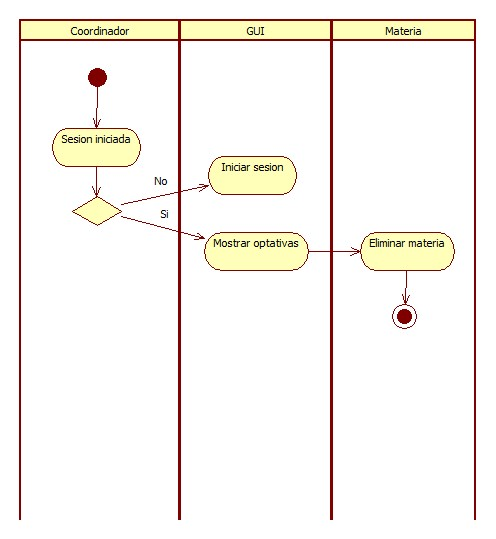 Coordinador
GUI
Materia
Sesion iniciada
No
Iniciar sesion
Si
Mostrar optativas
Eliminar materia